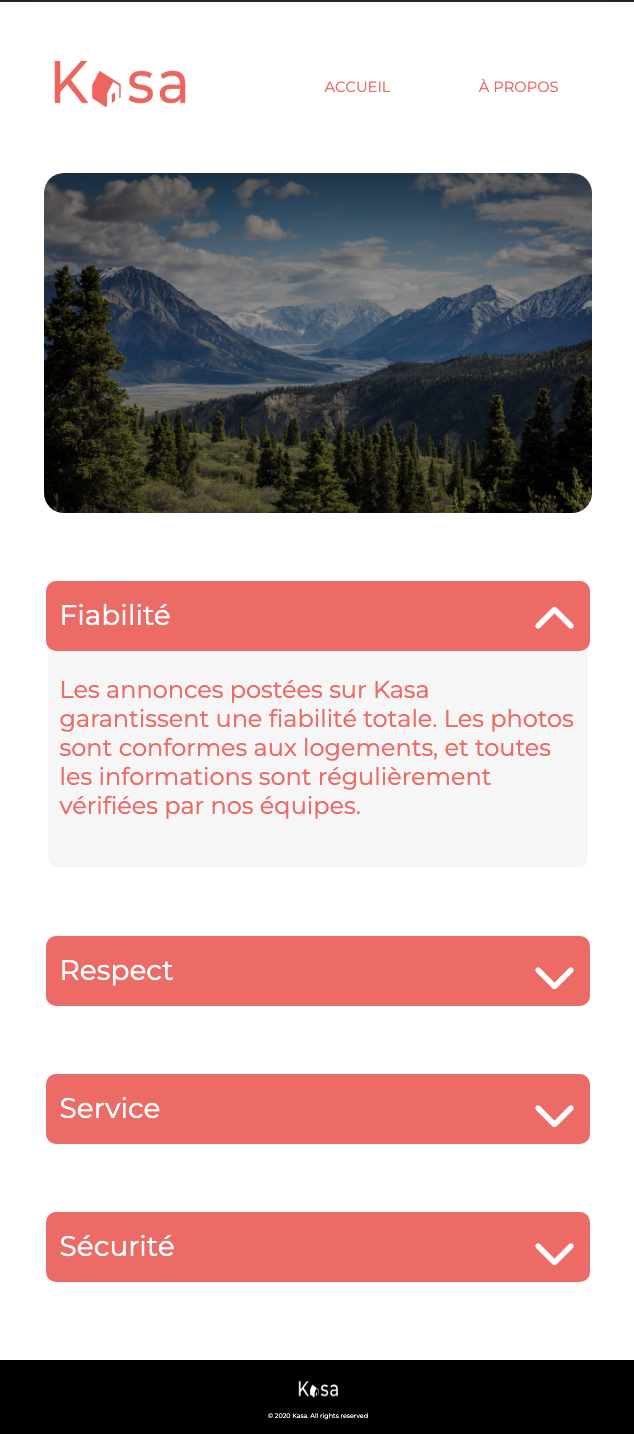 Kasa
ACCUEIL
À PROPOS
Fiabilité
Les annonces postées sur Kasa
garantissent une fiabilité totale. Les photos
sont conformes aux logements, et toutes
les informations sont régulièrement
vérifiées par nos équipes.
Respect
Service
Sécurité
Kasa
© 2020 Kasa. All rights reserved